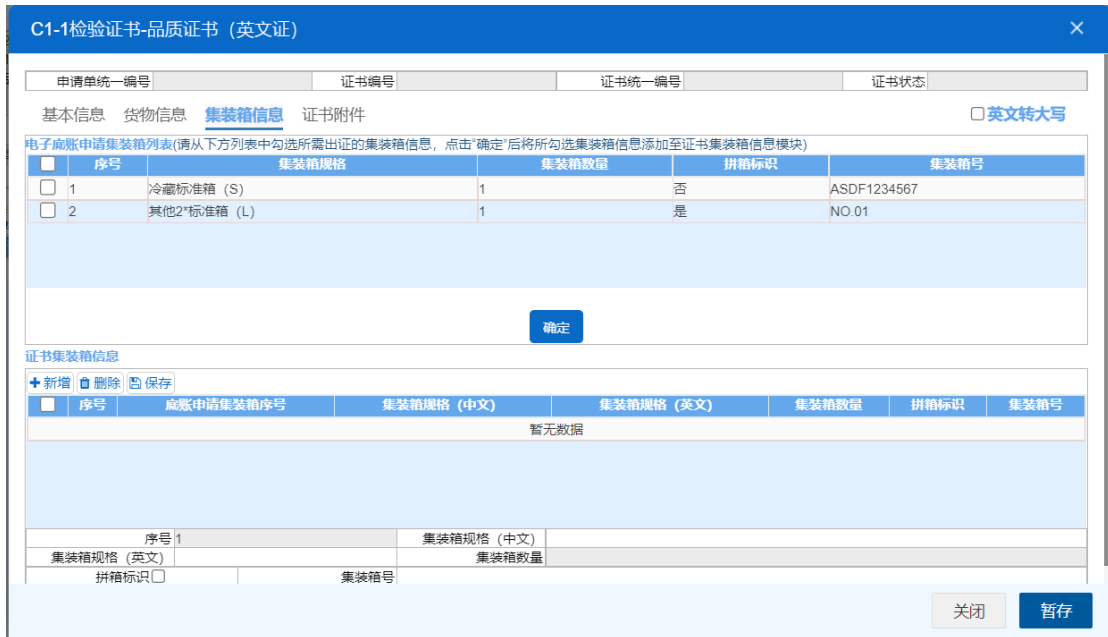 C1-1检验证书-品质证书（英文证）
申请单统一编号 证书编号 证书统一编号 证书状态
基本信息 货物信息 集装箱信息 证书附件 英文转大写
电子底账申请集装箱列表(请从下方列表中勾选所需出证的集装箱信息，点击“确定”后将所勾选集装箱信息添加至证书集装箱信息模块)
序号 集装箱规格 集装箱数量 拼箱标识 集装箱号
1 冷藏标准箱（S） 1 否 ASDF1234567
2 其他2*标准箱（L） 1 是 NO.01
确定
证书集装箱信息
新增 删除 保存
序号 底账申请集装箱序号 集装箱规格（中文） 集装箱规格（英文） 集装箱数量 拼箱标识 集装箱号
暂无数据
序号 1 集装箱规格（中文）
集装箱规格（英文） 集装箱数量
拼箱标识 集装箱号
关闭 暂存